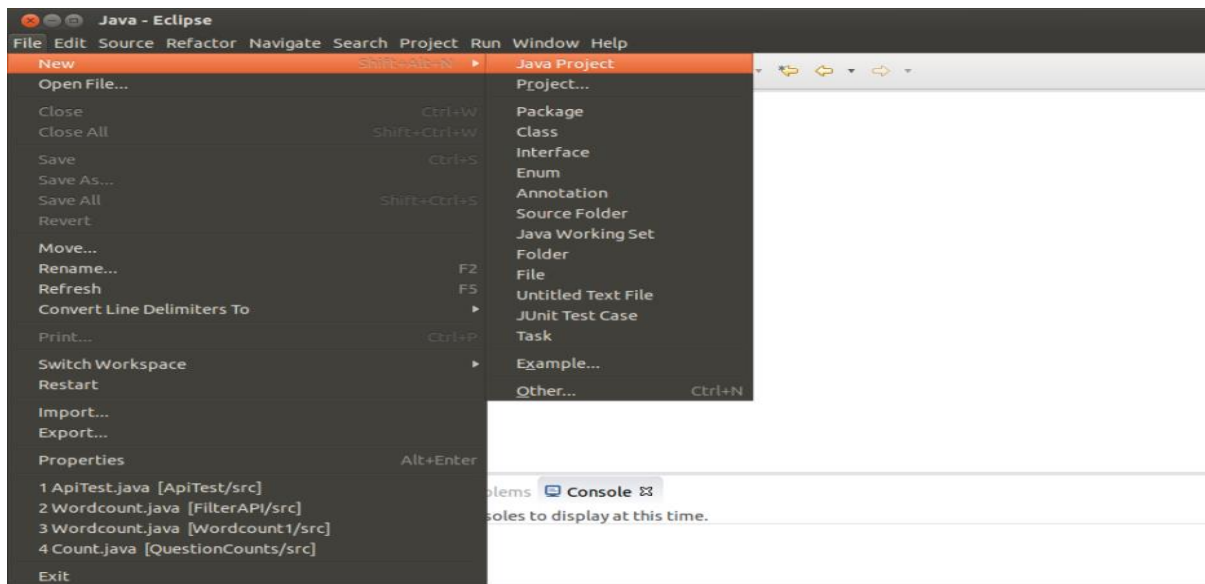 Java - Eclipse
File Edit Source Refactor Navigate Search Project Run Window Help
New Shift+Alt+N
Open File...
Close Ctrl+W
Close All Shift+Ctrl+W
Save Ctrl+S
Save As...
Save All Shift+Ctrl+S
Revert
Move...
Rename... F2
Refresh F5
Convert Line Delimiters To
Print... Ctrl+P
Switch Workspace
Restart
Import...
Export...
Properties Alt+Enter
1 ApiTest.java [ApiTest/src]
2 Wordcount.java [FilterAPI/src]
3 Wordcount.java [Wordcount1/src]
4 Count.java [QuestionCounts/src]
Exit
Java Project
Project...
Package
Class
Interface
Enum
Annotation
Source Folder
Java Working Set
Folder
File
Untitled Text File
JUnit Test Case
Task
Example...
Other... Ctrl+N
blems Console
soles to display at this time.